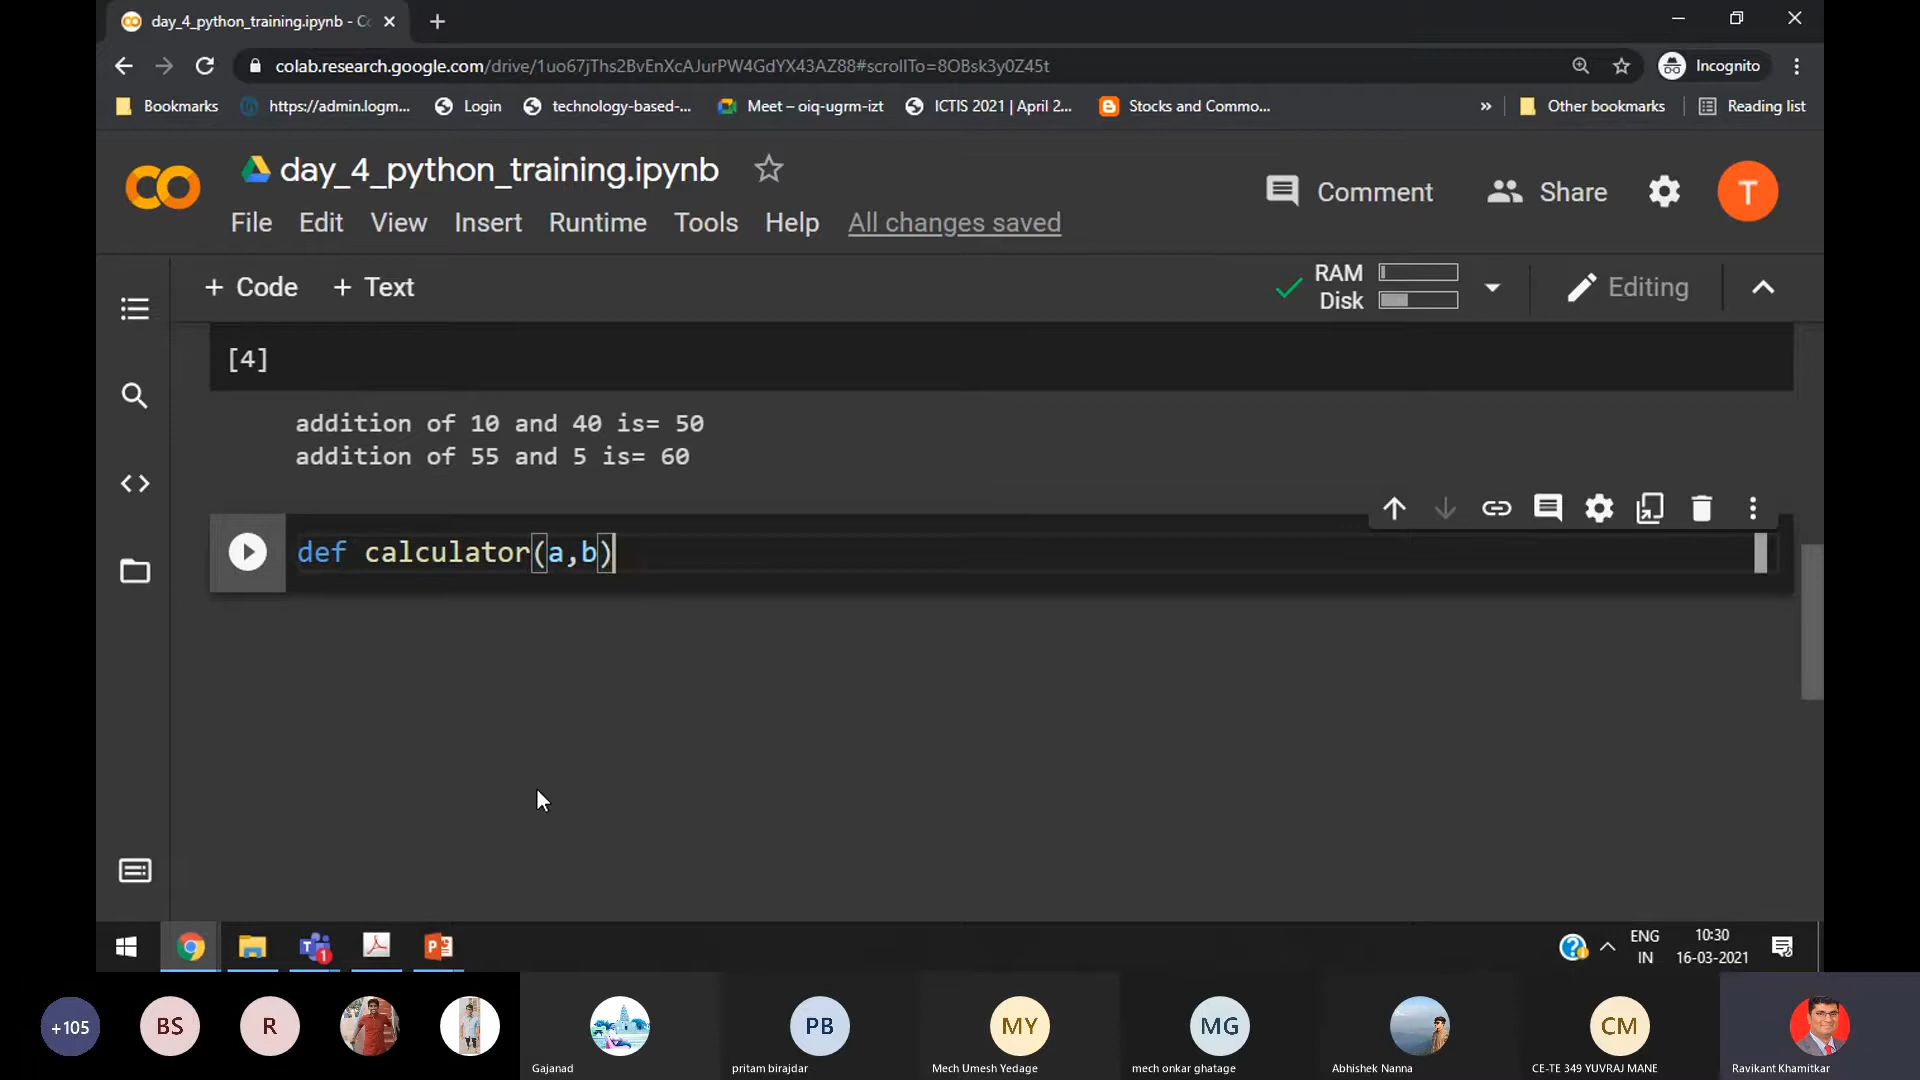 day_4_python_training.ipynb - Co
colab.research.google.com/drive/1uo67jThs2BvEnXcAJurPW4GdYX43AZ88#scrollTo=8OBsk3y0Z45t
Incognito
Bookmarks
https://admin.logm...
Login
technology-based-...
Meet – oiq-ugrm-izt
ICTIS 2021 | April 2...
Stocks and Commo...
»
Other bookmarks
Reading list
CO
day_4_python_training.ipynb
Comment
Share
T
File Edit View Insert Runtime Tools Help All changes saved
+ Code + Text
RAM
Disk
Editing
[4]
addition of 10 and 40 is= 50
addition of 55 and 5 is= 60
def calculator(a,b)
ENG
IN
10:30
16-03-2021
+105
BS
R
PB
MY
MG
CM
Gajanad
pritam birajdar
Mech Umesh Yedage
mech onkar ghatage
Abhishek Nanna
CE-TE 349 YUVRAJ MANE
Ravikant Khamitkar